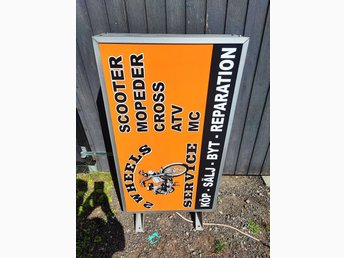 SCOOTER
MOPEDER
CROSS
ATV
MC
2 WHEELS
SERVICE
KÖP - SÄLJ - BYT - REPARATION